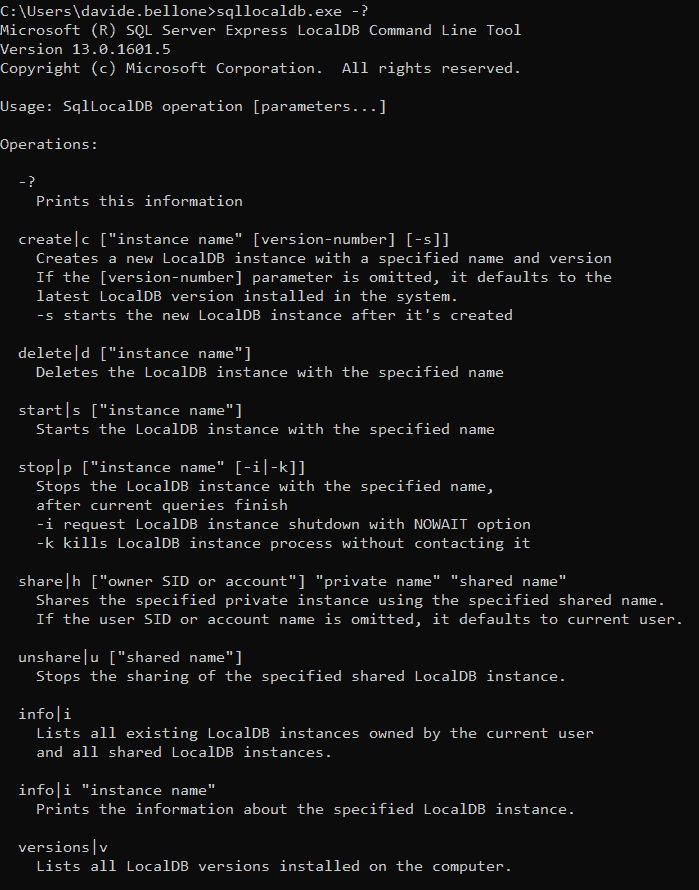 C:\Users\davide.bellone>sqllocaldb.exe -?
Microsoft (R) SQL Server Express LocalDB Command Line Tool
Version 13.0.1601.5
Copyright (c) Microsoft Corporation.  All rights reserved.

Usage: SqlLocalDB operation [parameters...]

Operations:

  -?
    Prints this information

  create|c ["instance name" [version-number] [-s]]
    Creates a new LocalDB instance with a specified name and version
    If the [version-number] parameter is omitted, it defaults to the
    latest LocalDB version installed in the system.
    -s starts the new LocalDB instance after it's created

  delete|d ["instance name"]
    Deletes the LocalDB instance with the specified name

  start|s ["instance name"]
    Starts the LocalDB instance with the specified name

  stop|p ["instance name" [-i|-k]]
    Stops the LocalDB instance with the specified name,
    after current queries finish
    -i request LocalDB instance shutdown with NOWAIT option
    -k kills LocalDB instance process without contacting it

  share|h ["owner SID or account"] "private name" "shared name"
    Shares the specified private instance using the specified shared name.
    If the user SID or account name is omitted, it defaults to current user.

  unshare|u ["shared name"]
    Stops the sharing of the specified shared LocalDB instance.

  info|i
    Lists all existing LocalDB instances owned by the current user
    and all shared LocalDB instances.

  info|i "instance name"
    Prints the information about the specified LocalDB instance.

  versions|v
    Lists all LocalDB versions installed on the computer.